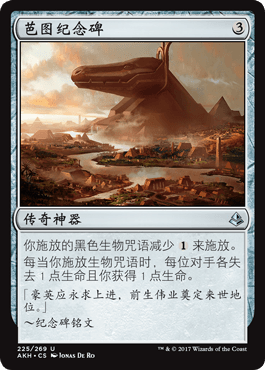 芭图纪念碑 3
传奇神器
你施放的黑色生物咒语减少 1 来施放。
每当你施放生物咒语时，每位对手各失
去 1 点生命且你获得 1 点生命。
「豪英应永求上进，前生伟业奠定来世地
位。」
～纪念碑铭文
225/269 U
AKH • CS JONAS DE RO
™ & © 2017 Wizards of the Coast